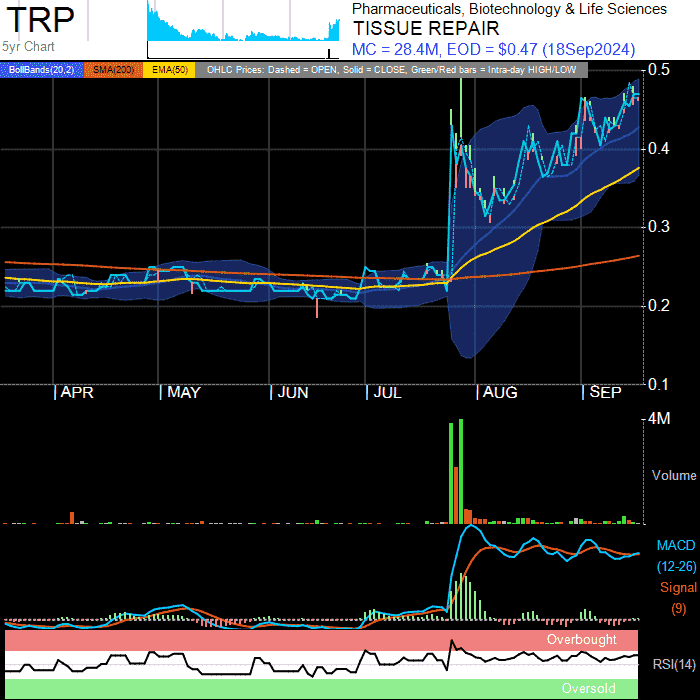 TRP
5yr Chart
Pharmaceuticals, Biotechnology & Life Sciences
TISSUE REPAIR
MC = 28.4M, EOD = $0.47 (18Sep2024)
BollBands(20,2) SMA(200) EMA(50) OHLC Prices: Dashed = OPEN, Solid = CLOSE, Green/Red bars = Intra-day HIGH/LOW
0.5
0.4
0.3
0.2
0.1
APR MAY JUN JUL AUG SEP
4M
Volume
MACD
(12-26)
Signal
(9)
Overbought
RSI(14)
Oversold